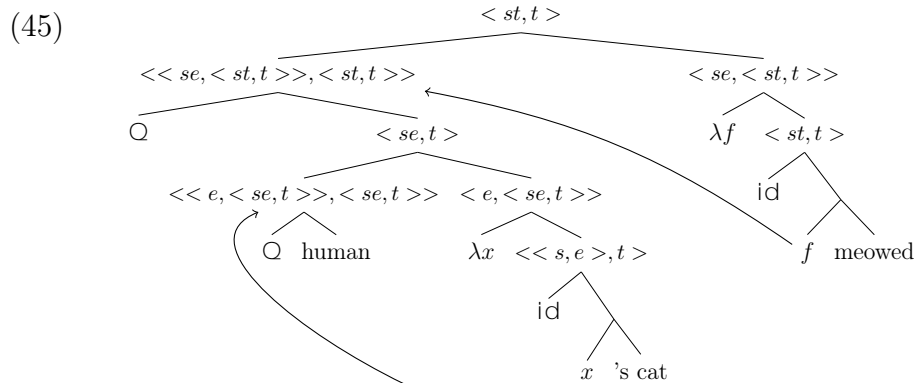 (45)
< st, t >
<< se, < st, t >>, < st, t >> < se, < st, t >>
Q < se, t > λf < st, t >
<< e, < se, t >>, < se, t >> < e, < se, t >> id
Q human λx << s, e >, t > f meowed
id
x 's cat